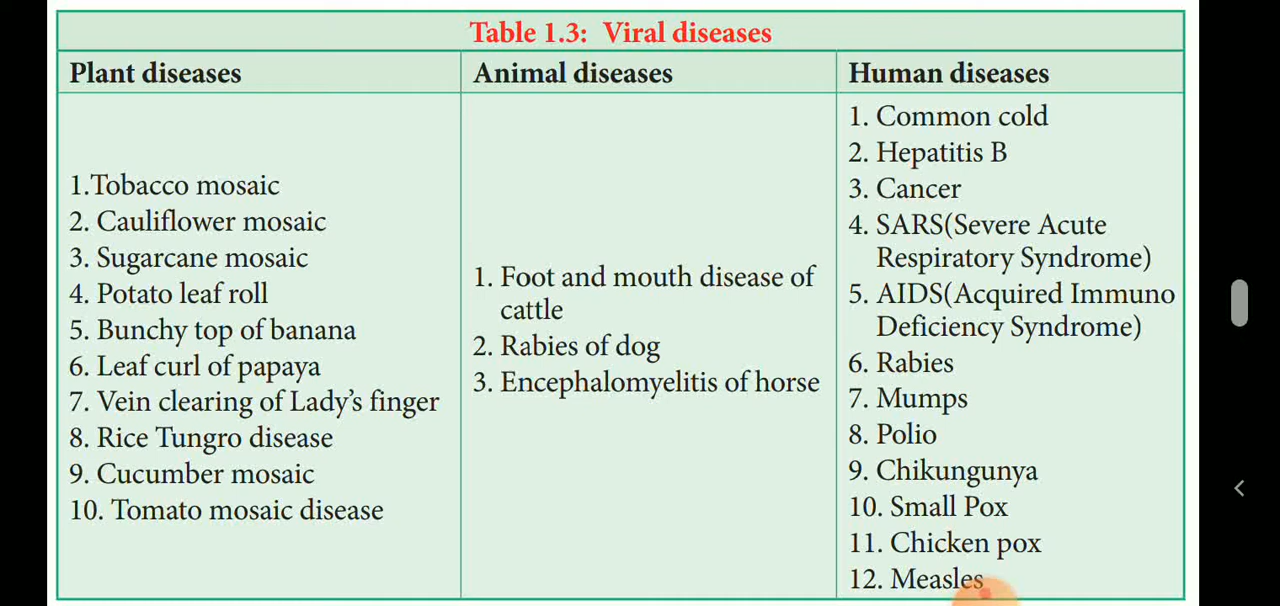 Table 1.3: Viral diseases
Plant diseases
Animal diseases
Human diseases
1.Tobacco mosaic
2. Cauliflower mosaic
3. Sugarcane mosaic
4. Potato leaf roll
5. Bunchy top of banana
6. Leaf curl of papaya
7. Vein clearing of Lady’s finger
8. Rice Tungro disease
9. Cucumber mosaic
10. Tomato mosaic disease
1. Foot and mouth disease of
cattle
2. Rabies of dog
3. Encephalomyelitis of horse
1. Common cold
2. Hepatitis B
3. Cancer
4. SARS(Severe Acute
Respiratory Syndrome)
5. AIDS(Acquired Immuno
Deficiency Syndrome)
6. Rabies
7. Mumps
8. Polio
9. Chikungunya
10. Small Pox
11. Chicken pox
12. Measles